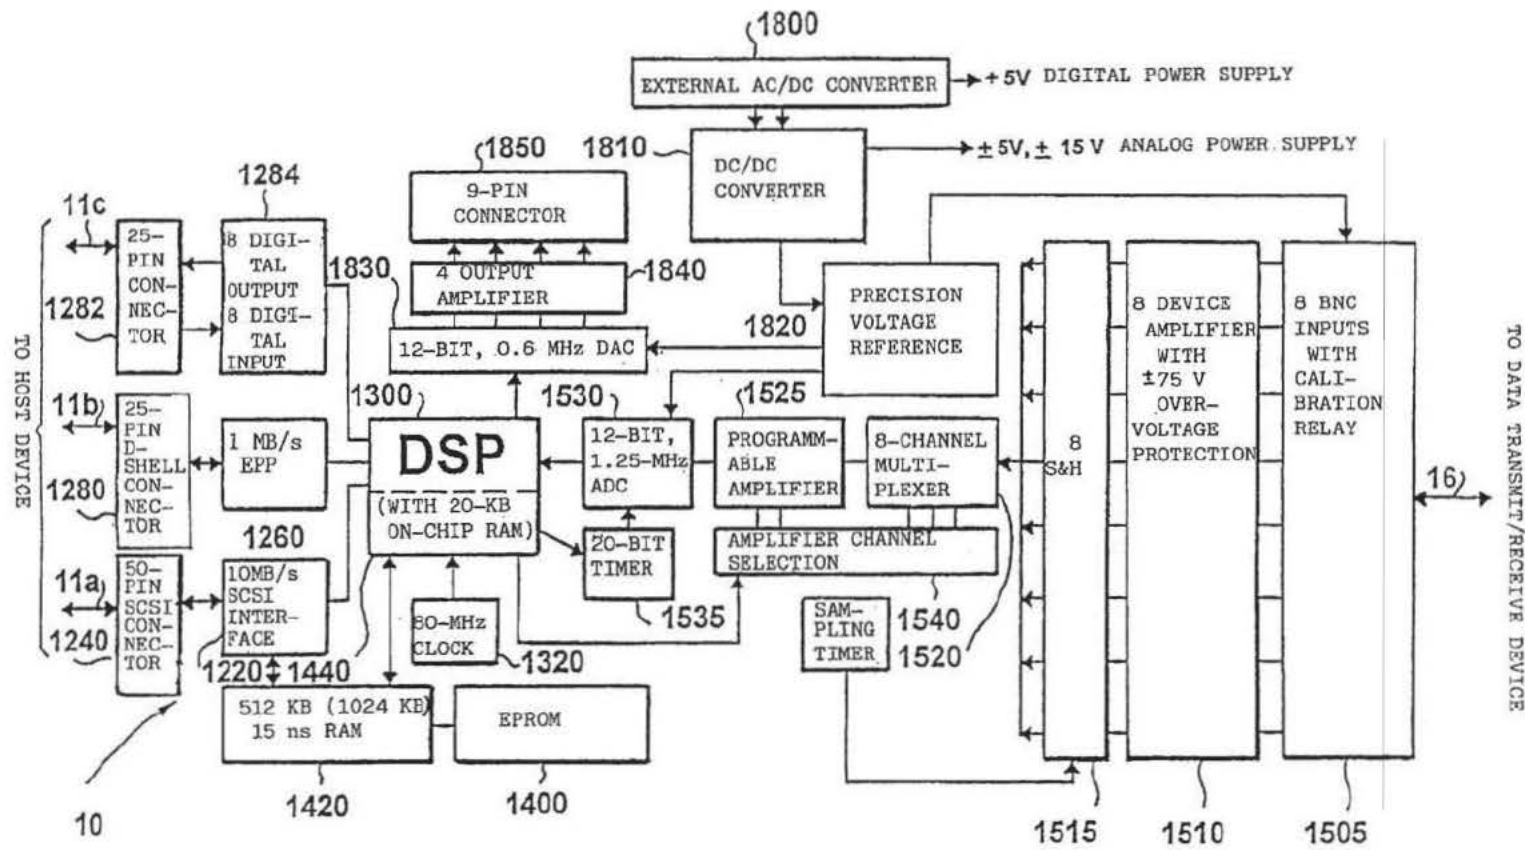 1800
EXTERNAL AC/DC CONVERTER
+5V DIGITAL POWER SUPPLY
1810
DC/DC
CONVERTER
±5V, ± 15 V ANALOG POWER SUPPLY
1850
9-PIN
CONNECTOR
1284
11c
25-
PIN
CON-
NEC-
TOR
8 DIGI-
TAL
OUTPUT
8 DIGI-
TAL
INPUT
1282
1830
4 OUTPUT
AMPLIFIER
1840
12-BIT, 0.6 MHz DAC
1820
PRECISION
VOLTAGE
REFERENCE
TO HOST DEVICE
11b
25-
PIN
D-
SHELL
CON-
NEC-
TOR
1 MB/s
EPP
1280
1300
DSP
(WITH 20-KB
ON-CHIP RAM)
1530
12-BIT,
1.25-MHz
ADC
1525
PROGRAMM-
ABLE
AMPLIFIER
8-CHANNEL
MULTI-
PLEXER
8
S&H
8 DEVICE
AMPLIFIER
WITH
±75 V
OVER-
VOLTAGE
PROTECTION
8 BNC
INPUTS
WITH
CALI-
BRATION
RELAY
16
TO DATA TRANSMIT/RECEIVE DEVICE
1260
11a
50-
PIN
SCSI
CON-
NEC-
TOR
10MB/s
SCSI
INTER-
FACE
1240
1220
1440
80-MHz
CLOCK
1320
20-BIT
TIMER
1535
AMPLIFIER CHANNEL
SELECTION
1540
1520
SAM-
PLING
TIMER
512 KB (1024 KB)
15 ns RAM
EPROM
10
1420
1400
1515
1510
1505